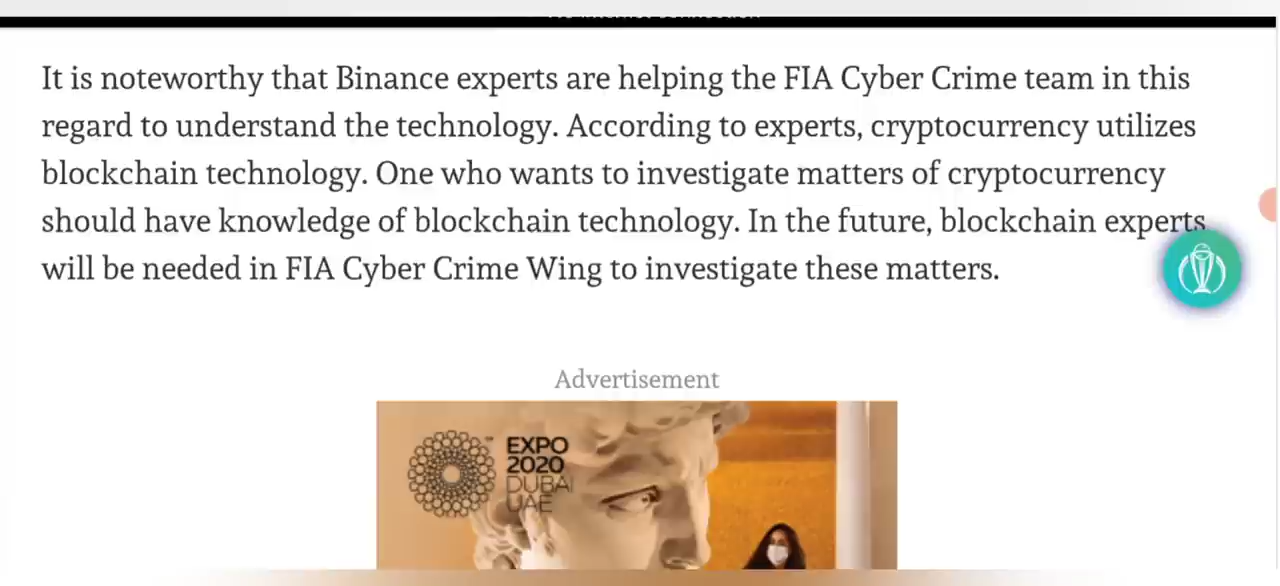 It is noteworthy that Binance experts are helping the FIA Cyber Crime team in this
regard to understand the technology. According to experts, cryptocurrency utilizes
blockchain technology. One who wants to investigate matters of cryptocurrency
should have knowledge of blockchain technology. In the future, blockchain experts
will be needed in FIA Cyber Crime Wing to investigate these matters.
Advertisement
EXPO
2020
DUBAI
UAE